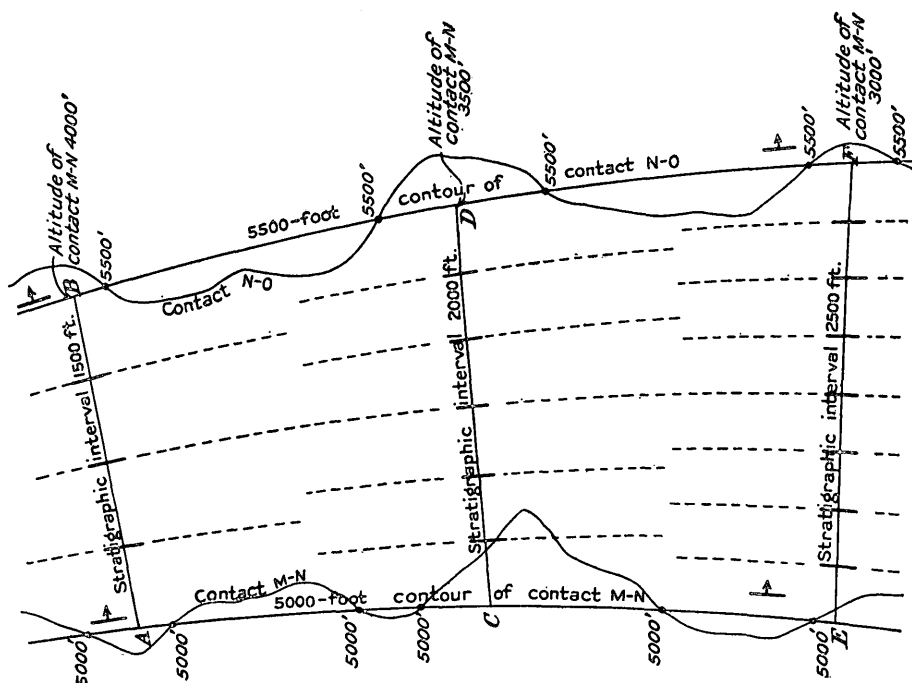 Altitude of
contact M-N 4000'
Altitude of
contact M-N
3500'
Altitude of
contact M-N
3000'
B
5500'
5500-foot contour of contact N-O
5500'
D
5500'
5500'
F
5500'
Contact N-O
Stratigraphic interval 1500 ft.
Stratigraphic interval 2000 ft.
Stratigraphic interval 2500 ft.
Contact M-N
5000-foot contour of contact M-N
5000'
A
5000'
5000'
5000'
C
5000'
5000'
E